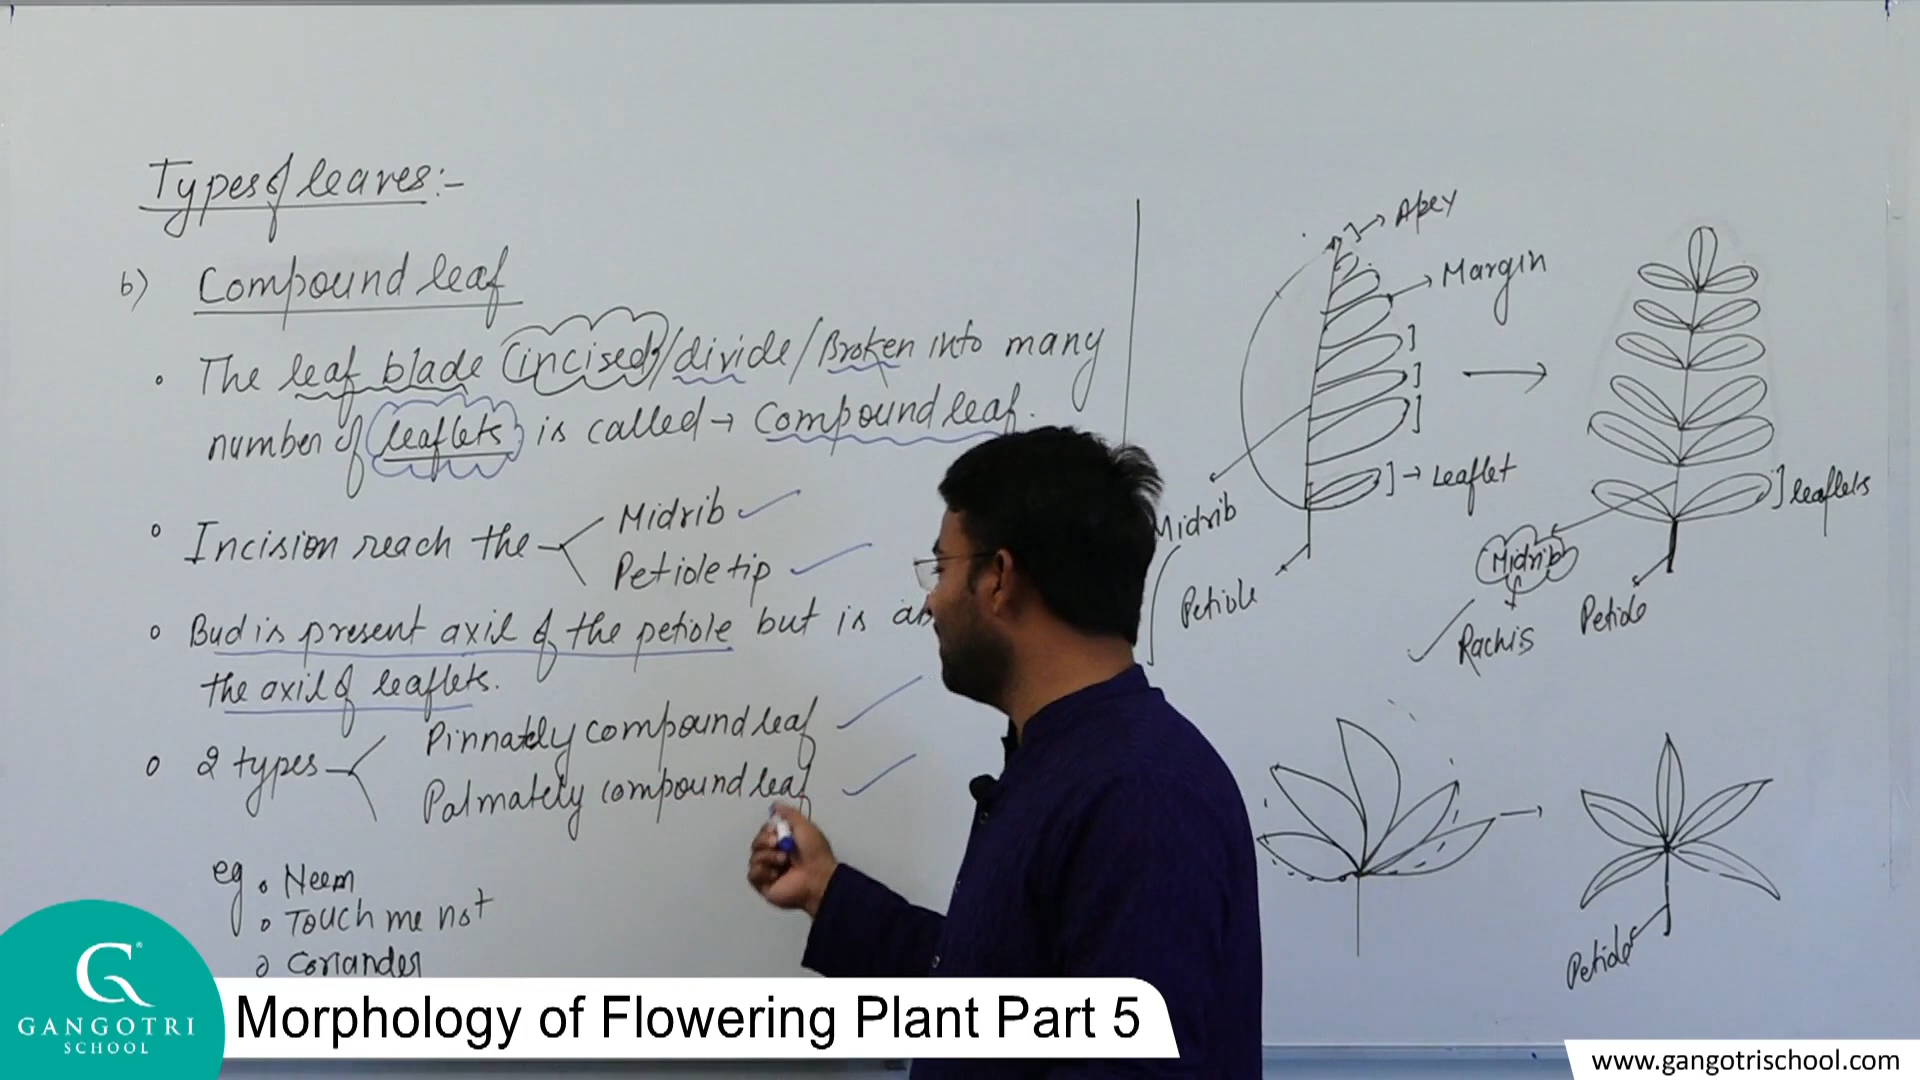 Types of leaves:-
b) Compound leaf
• The leaf blade (incised)/divide/Broken into many
number of leaflets is called → Compound leaf.
• Incision reach the
Midrib
Petiole tip
• Bud is present axil of the petiole but is
the axil of leaflets.
• 2 types
Pinnately compound leaf
Palmately compound leaf
eg • Neem
• Touch me not
• Coriander
Apex
Margin
Leaflet
Midrib
Petiole
leaflets
Midrib
Rachis
Petiole
Petiole
G
GANGOTRI
SCHOOL
Morphology of Flowering Plant Part 5
www.gangotrischool.com